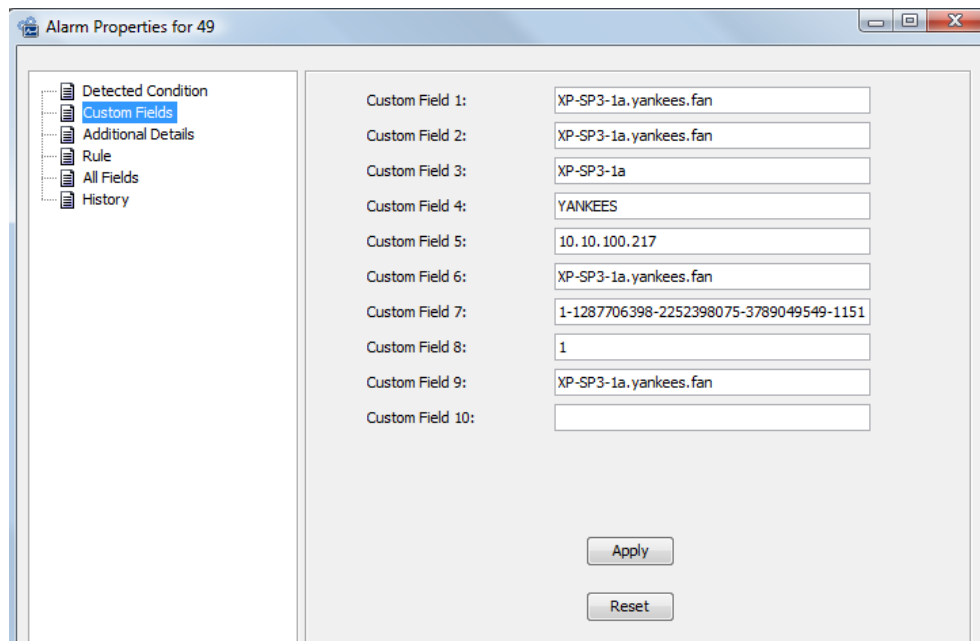 Alarm Properties for 49
Detected Condition
Custom Fields
Additional Details
Rule
All Fields
History
Custom Field 1: XP-SP3-1a.yankees.fan
Custom Field 2: XP-SP3-1a.yankees.fan
Custom Field 3: XP-SP3-1a
Custom Field 4: YANKEES
Custom Field 5: 10.10.100.217
Custom Field 6: XP-SP3-1a.yankees.fan
Custom Field 7: 1-1287706398-2252398075-3789049549-1151
Custom Field 8: 1
Custom Field 9: XP-SP3-1a.yankees.fan
Custom Field 10:
Apply
Reset